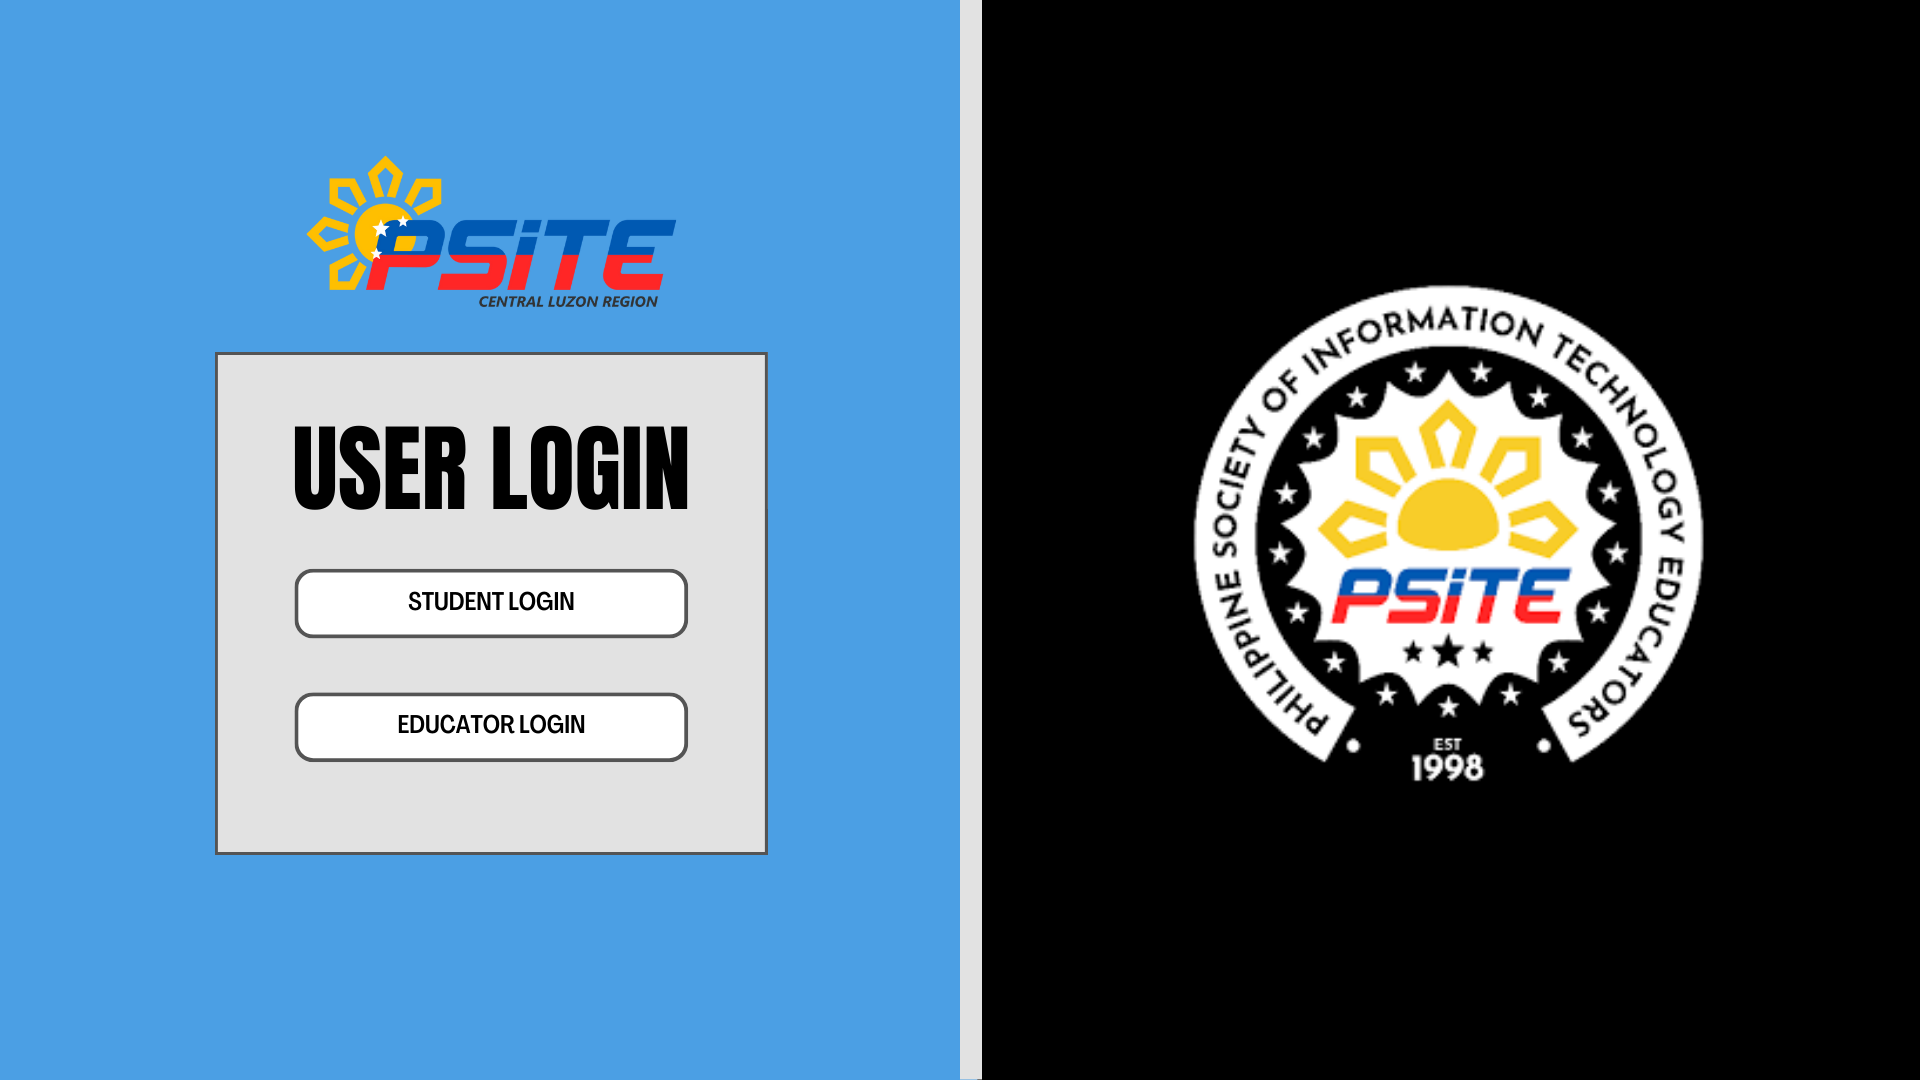 PSiTE
CENTRAL LUZON REGION
USER LOGIN
STUDENT LOGIN
EDUCATOR LOGIN
PHILIPPINE SOCIETY OF INFORMATION TECHNOLOGY EDUCATORS
PSiTE
EST
1998